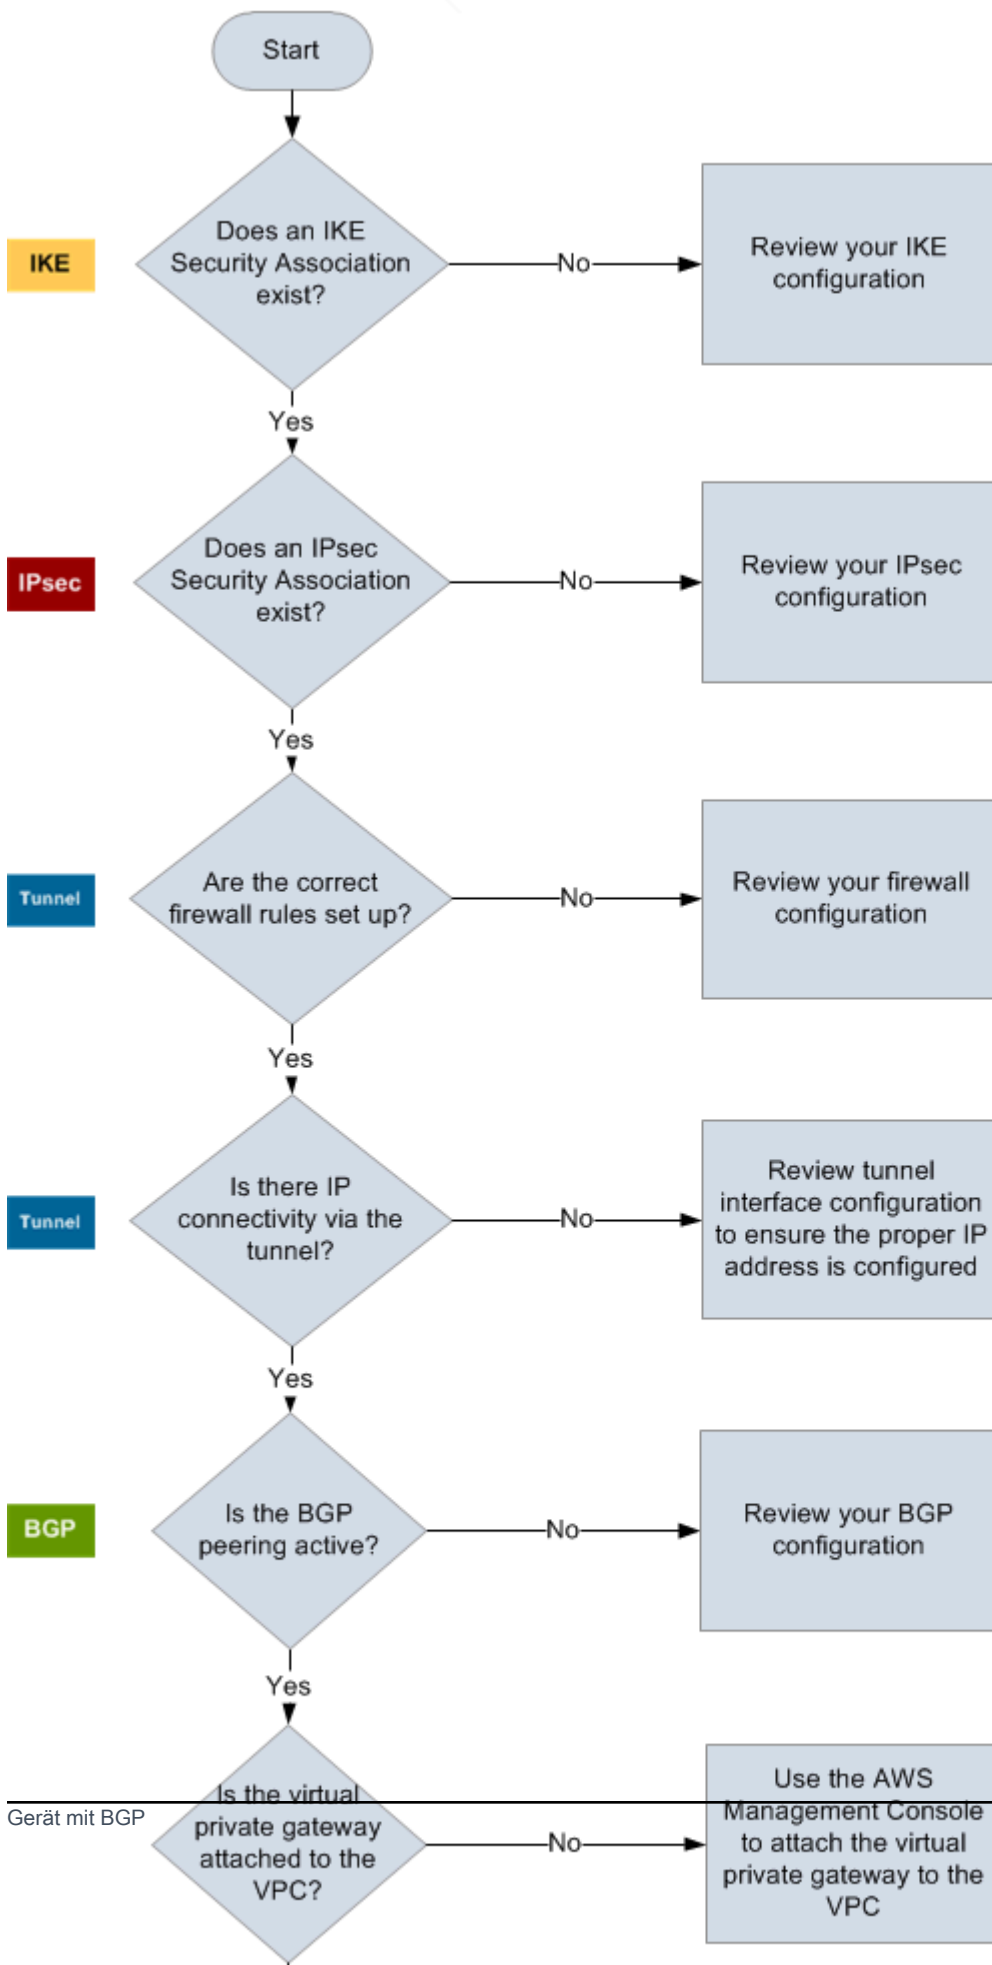 Start
IKE
Does an IKE
Security Association
exist?
No
Review your IKE
configuration
Yes
IPsec
Does an IPsec
Security Association
exist?
No
Review your IPsec
configuration
Yes
Tunnel
Are the correct
firewall rules set up?
No
Review your firewall
configuration
Yes
Tunnel
Is there IP
connectivity via the
tunnel?
No
Review tunnel
interface configuration
to ensure the proper IP
address is configured
Yes
BGP
Is the BGP
peering active?
No
Review your BGP
configuration
Yes
Is the virtual
private gateway
attached to the
VPC?
No
Use the AWS
Management Console
to attach the virtual
private gateway to the
VPC
Gerät mit BGP